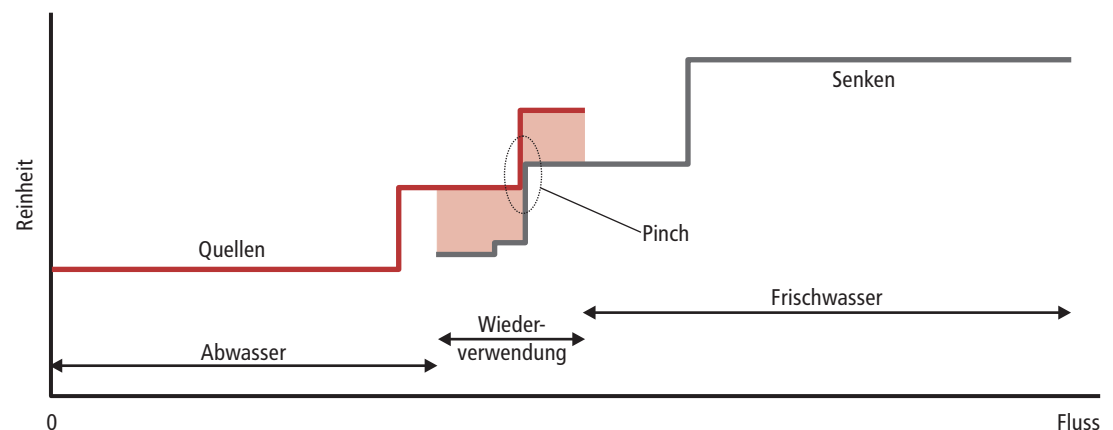 Senken
Reinheit
Pinch
Quellen
Frischwasser
Wieder-
verwendung
Abwasser
0
Fluss